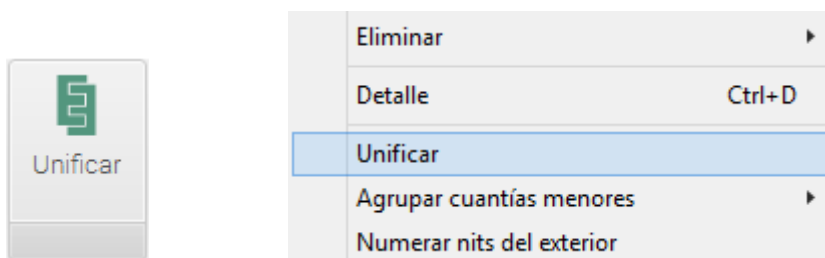 Unificar
Eliminar
Detalle Ctrl+D
Unificar
Agrupar cuantías menores
Numerar nits del exterior